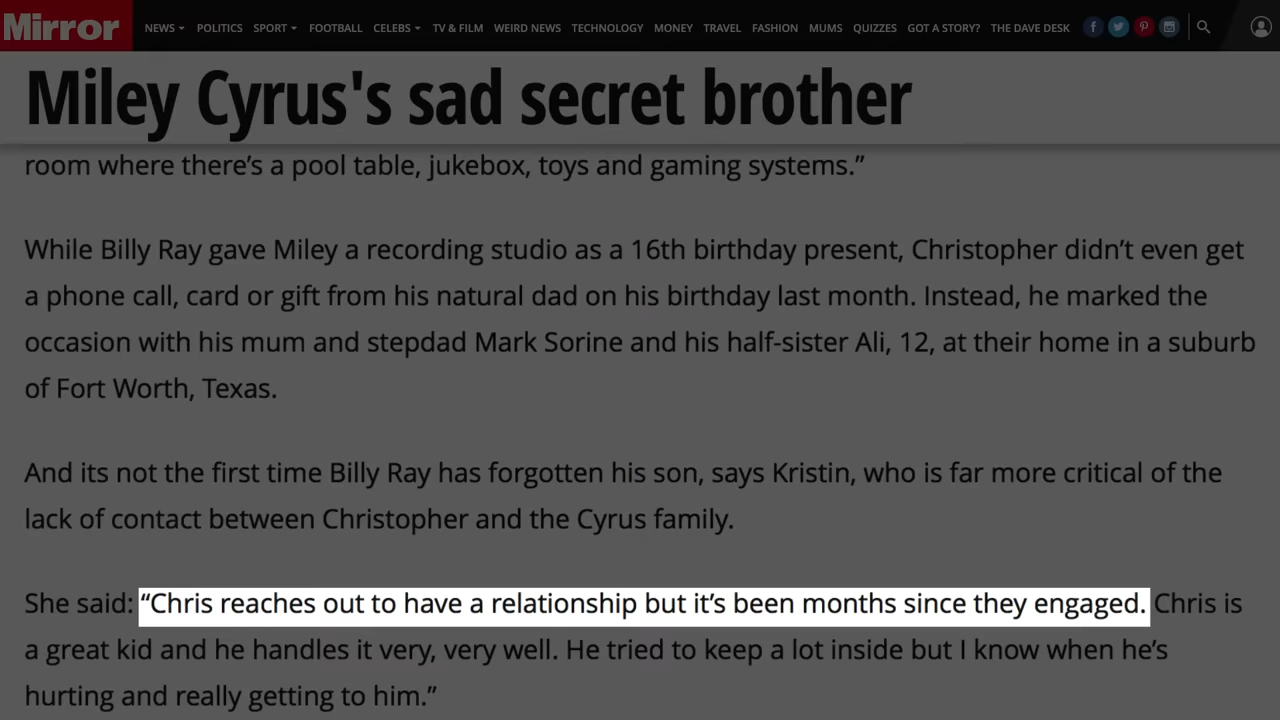 Mirror
NEWS POLITICS SPORT FOOTBALL CELEBS TV & FILM WEIRD NEWS TECHNOLOGY MONEY TRAVEL FASHION MUMS QUIZZES GOT A STORY? THE DAVE DESK
Miley Cyrus's sad secret brother
room where there’s a pool table, jukebox, toys and gaming systems.”
While Billy Ray gave Miley a recording studio as a 16th birthday present, Christopher didn’t even get
a phone call, card or gift from his natural dad on his birthday last month. Instead, he marked the
occasion with his mum and stepdad Mark Sorine and his half-sister Ali, 12, at their home in a suburb
of Fort Worth, Texas.
And its not the first time Billy Ray has forgotten his son, says Kristin, who is far more critical of the
lack of contact between Christopher and the Cyrus family.
She said: “Chris reaches out to have a relationship but it’s been months since they engaged. Chris is
a great kid and he handles it very, very well. He tried to keep a lot inside but I know when he’s
hurting and really getting to him.”